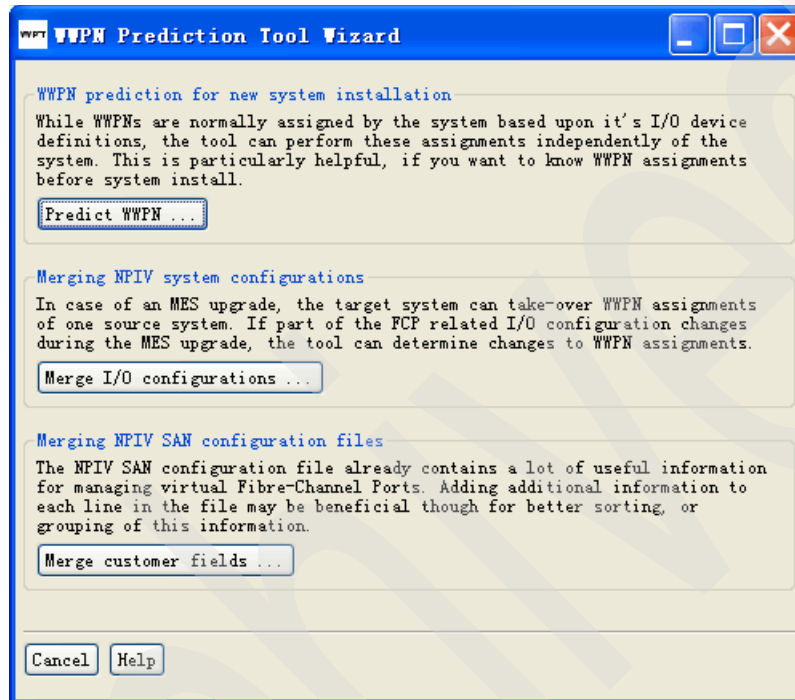 WWPT WWPN Prediction Tool Wizard
WWPN prediction for new system installation
While WWPNs are normally assigned by the system based upon it's I/O device
definitions, the tool can perform these assignments independently of the
system. This is particularly helpful, if you want to know WWPN assignments
before system install.
Predict WWPN ...
Merging NPIV system configurations
In case of an MES upgrade, the target system can take-over WWPN assignments
of one source system. If part of the FCP related I/O configuration changes
during the MES upgrade, the tool can determine changes to WWPN assignments.
Merge I/O configurations ...
Merging NPIV SAN configuration files
The NPIV SAN configuration file already contains a lot of useful information
for managing virtual Fibre-Channel Ports. Adding additional information to
each line in the file may be beneficial though for better sorting, or
grouping of this information.
Merge customer fields ...
Cancel Help